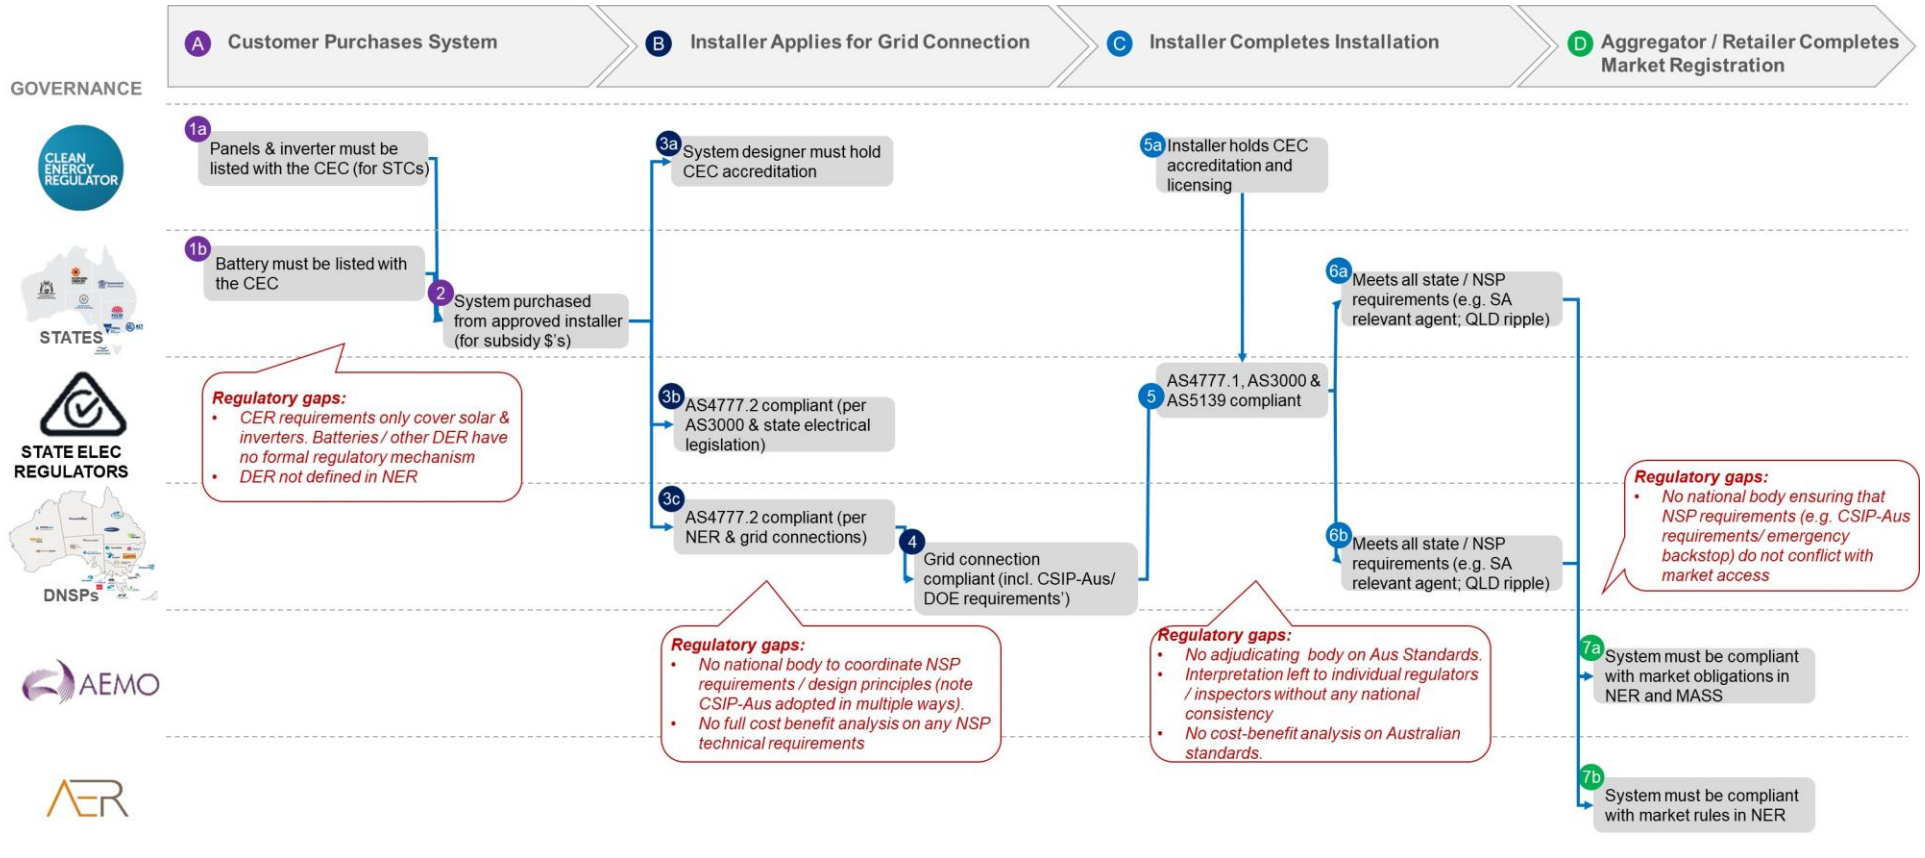 A Customer Purchases System
B Installer Applies for Grid Connection
C Installer Completes Installation
D Aggregator / Retailer Completes
Market Registration
GOVERNANCE
CLEAN
ENERGY
REGULATOR
1a
Panels & inverter must be
listed with the CEC (for STCs)
3a
System designer must hold
CEC accreditation
5a
Installer holds CEC
accreditation and
licensing
STATES
1b
Battery must be listed with
the CEC
2
System purchased
from approved installer
(for subsidy $'s)
6a
Meets all state / NSP
requirements (e.g. SA
relevant agent; QLD ripple)
STATE ELEC
REGULATORS
Regulatory gaps:
• CER requirements only cover solar &
inverters. Batteries / other DER have
no formal regulatory mechanism
• DER not defined in NER
3b
AS4777.2 compliant (per
AS3000 & state electrical
legislation)
5
AS4777.1, AS3000 &
AS5139 compliant
DNSPs
3c
AS4777.2 compliant (per
NER & grid connections)
4
Grid connection
compliant (incl. CSIP-Aus/
DOE requirements')
6b
Meets all state / NSP
requirements (e.g. SA
relevant agent; QLD ripple)
Regulatory gaps:
• No national body ensuring that
NSP requirements (e.g. CSIP-Aus
requirements/ emergency
backstop) do not conflict with
market access
AEMO
Regulatory gaps:
• No national body to coordinate NSP
requirements / design principles (note
CSIP-Aus adopted in multiple ways).
• No full cost benefit analysis on any NSP
technical requirements
Regulatory gaps:
• No adjudicating body on Aus Standards.
• Interpretation left to individual regulators
/ inspectors without any national
consistency
• No cost-benefit analysis on Australian
standards.
7a
System must be compliant
with market obligations in
NER and MASS
AER
7b
System must be compliant
with market rules in NER